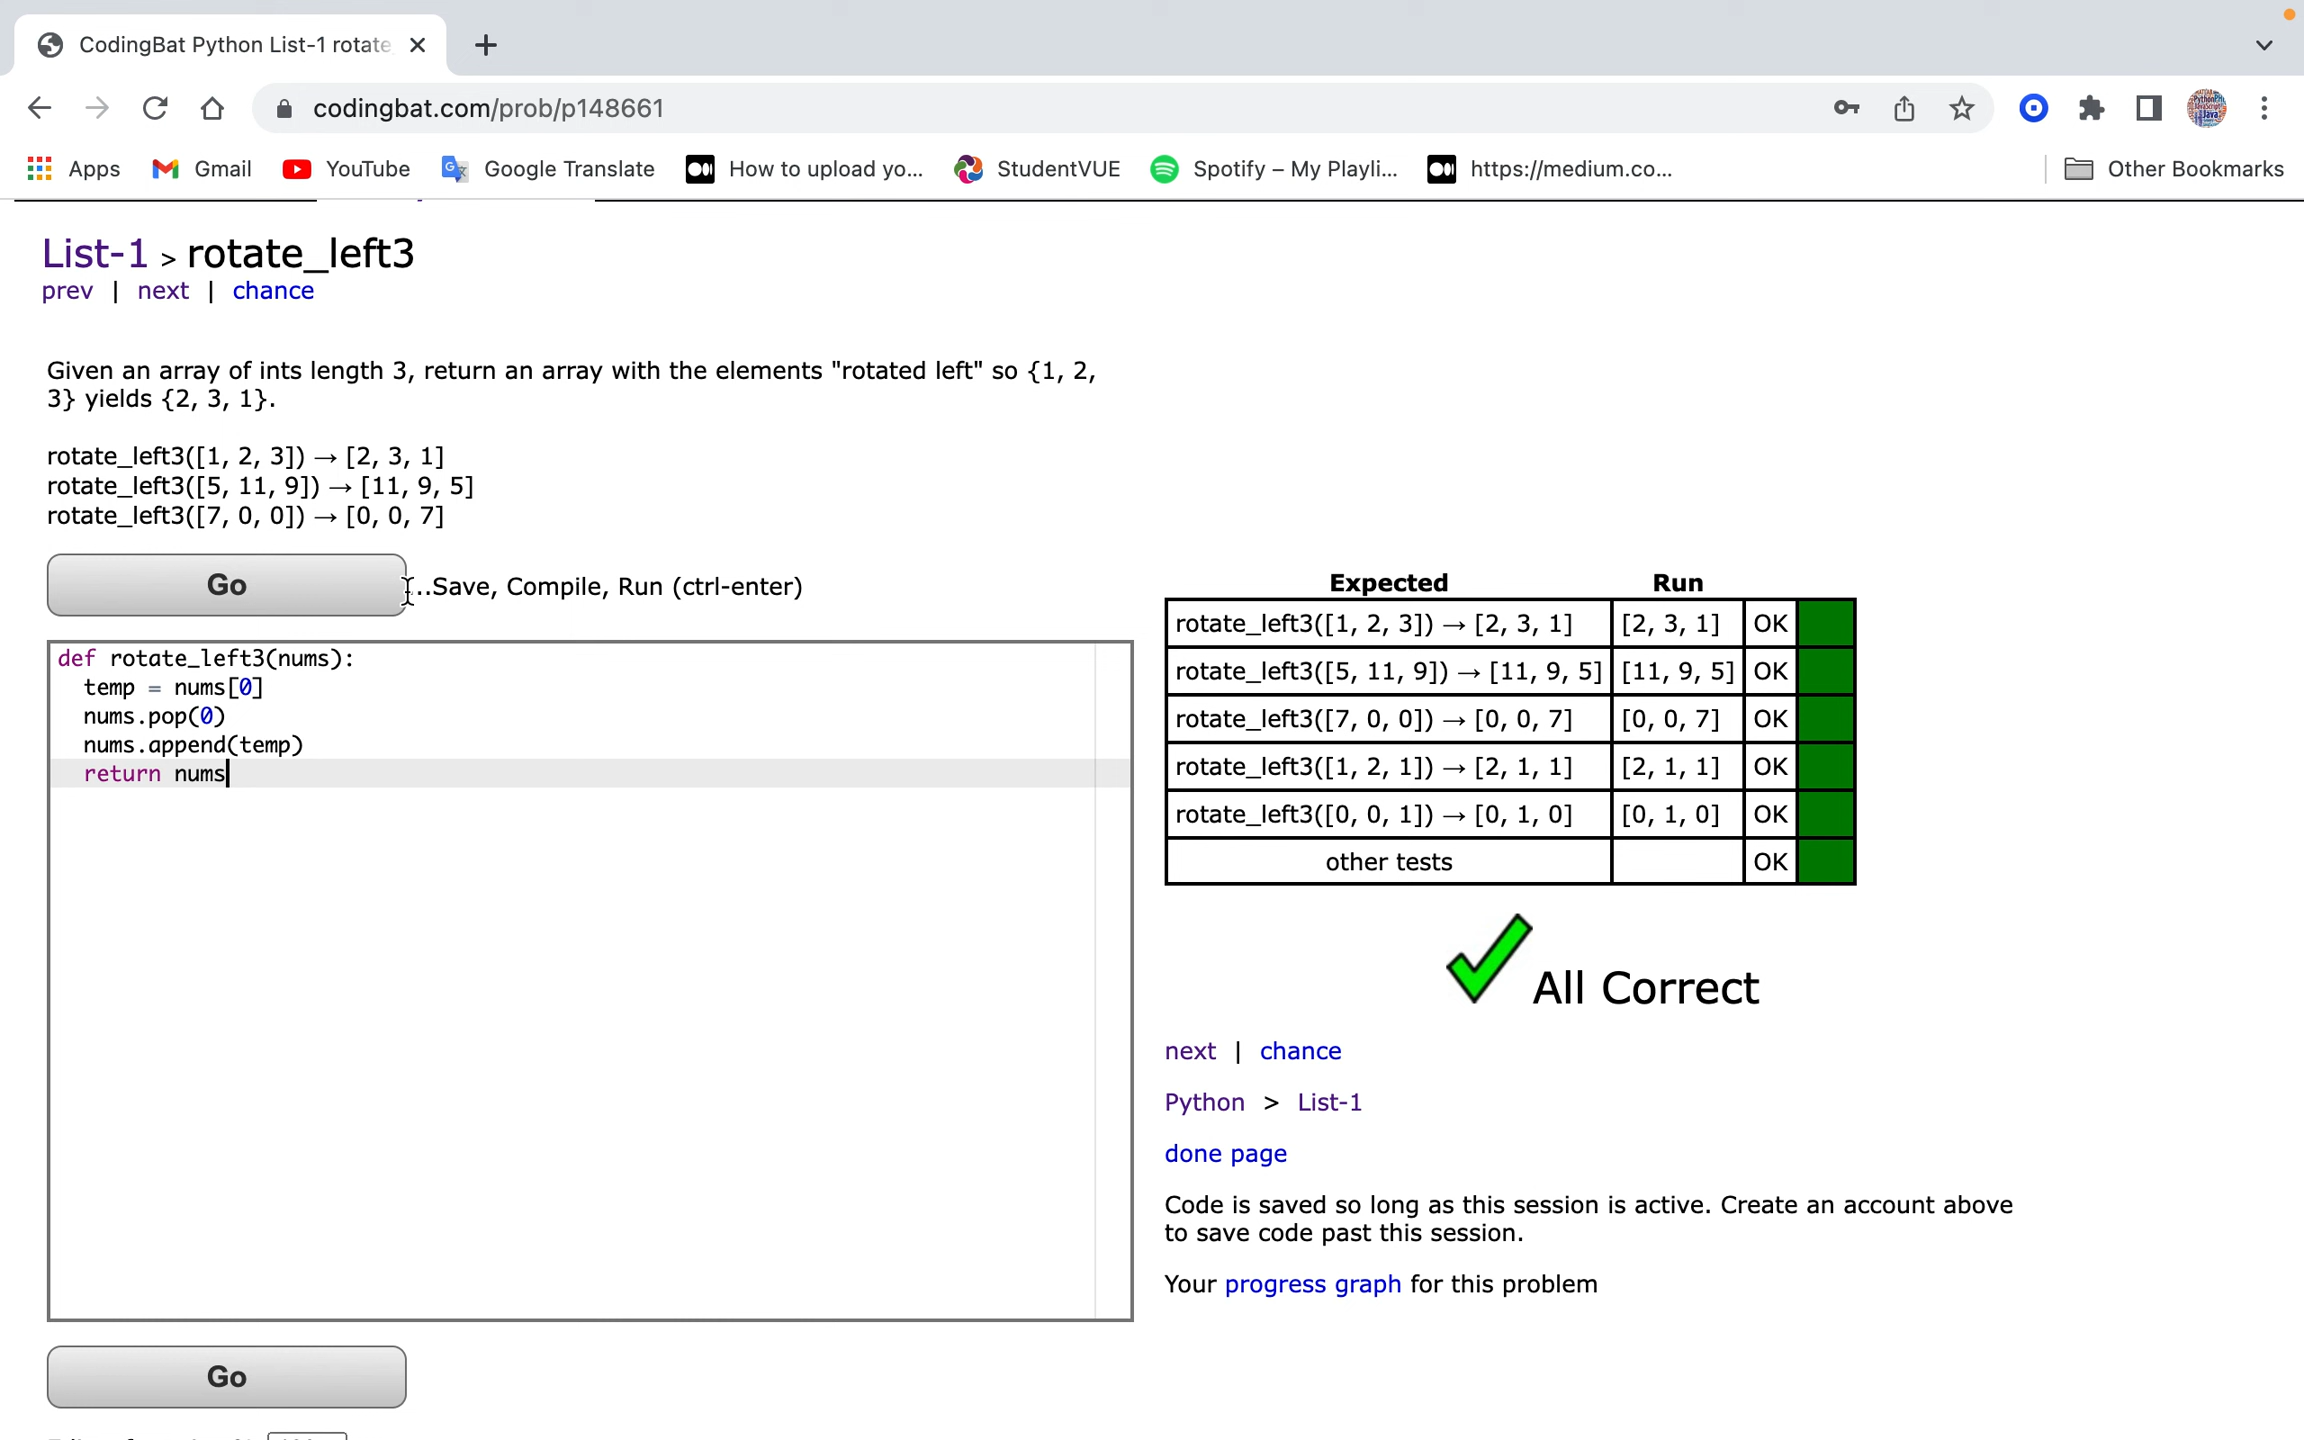 CodingBat Python List-1 rotate
codingbat.com/prob/p148661
Apps Gmail YouTube Google Translate How to upload yo... StudentVUE Spotify – My Playli... https://medium.co... Other Bookmarks
List-1 > rotate_left3
prev | next | chance
Given an array of ints length 3, return an array with the elements "rotated left" so {1, 2,
3} yields {2, 3, 1}.
rotate_left3([1, 2, 3]) → [2, 3, 1]
rotate_left3([5, 11, 9]) → [11, 9, 5]
rotate_left3([7, 0, 0]) → [0, 0, 7]
Go ...Save, Compile, Run (ctrl-enter)
def rotate_left3(nums):
temp = nums[0]
nums.pop(0)
nums.append(temp)
return nums
Go
Expected Run
rotate_left3([1, 2, 3]) → [2, 3, 1] [2, 3, 1] OK
rotate_left3([5, 11, 9]) → [11, 9, 5] [11, 9, 5] OK
rotate_left3([7, 0, 0]) → [0, 0, 7] [0, 0, 7] OK
rotate_left3([1, 2, 1]) → [2, 1, 1] [2, 1, 1] OK
rotate_left3([0, 0, 1]) → [0, 1, 0] [0, 1, 0] OK
other tests OK
All Correct
next | chance
Python > List-1
done page
Code is saved so long as this session is active. Create an account above
to save code past this session.
Your progress graph for this problem